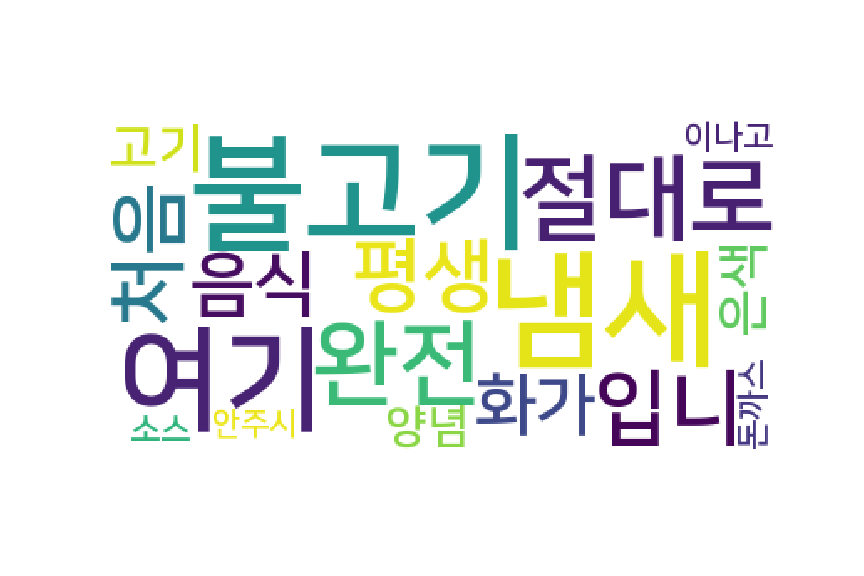 고기
이나고
불고기
절대로
처음
음식
평생
냄새
은색
여기
완전
화가
입니
돈까스
소스
안주시
양념